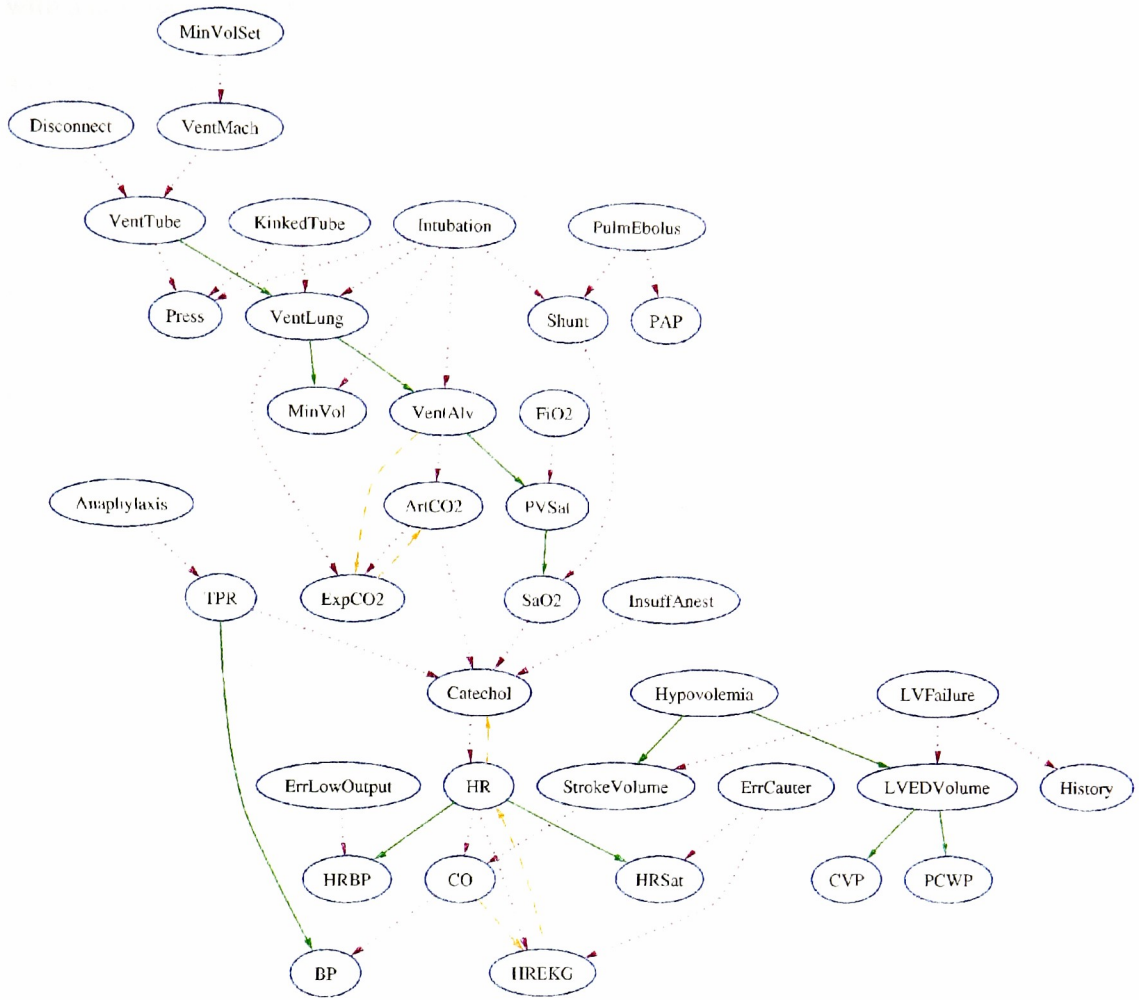 MinVolSet
Disconnect
VentMach
VentTube
KinkedTube
Intubation
PulmEbolus
Press
VentLung
Shunt
PAP
MinVol
VentAlv
FiO2
Anaphylaxis
ArtCO2
PVSat
TPR
ExpCO2
SaO2
InsuffAnest
Catechol
Hypovolemia
LVFailure
ErrLowOutput
HR
StrokeVolume
ErrCauter
LVEDVolume
History
HRBP
CO
HRSat
CVP
PCWP
BP
HREKG